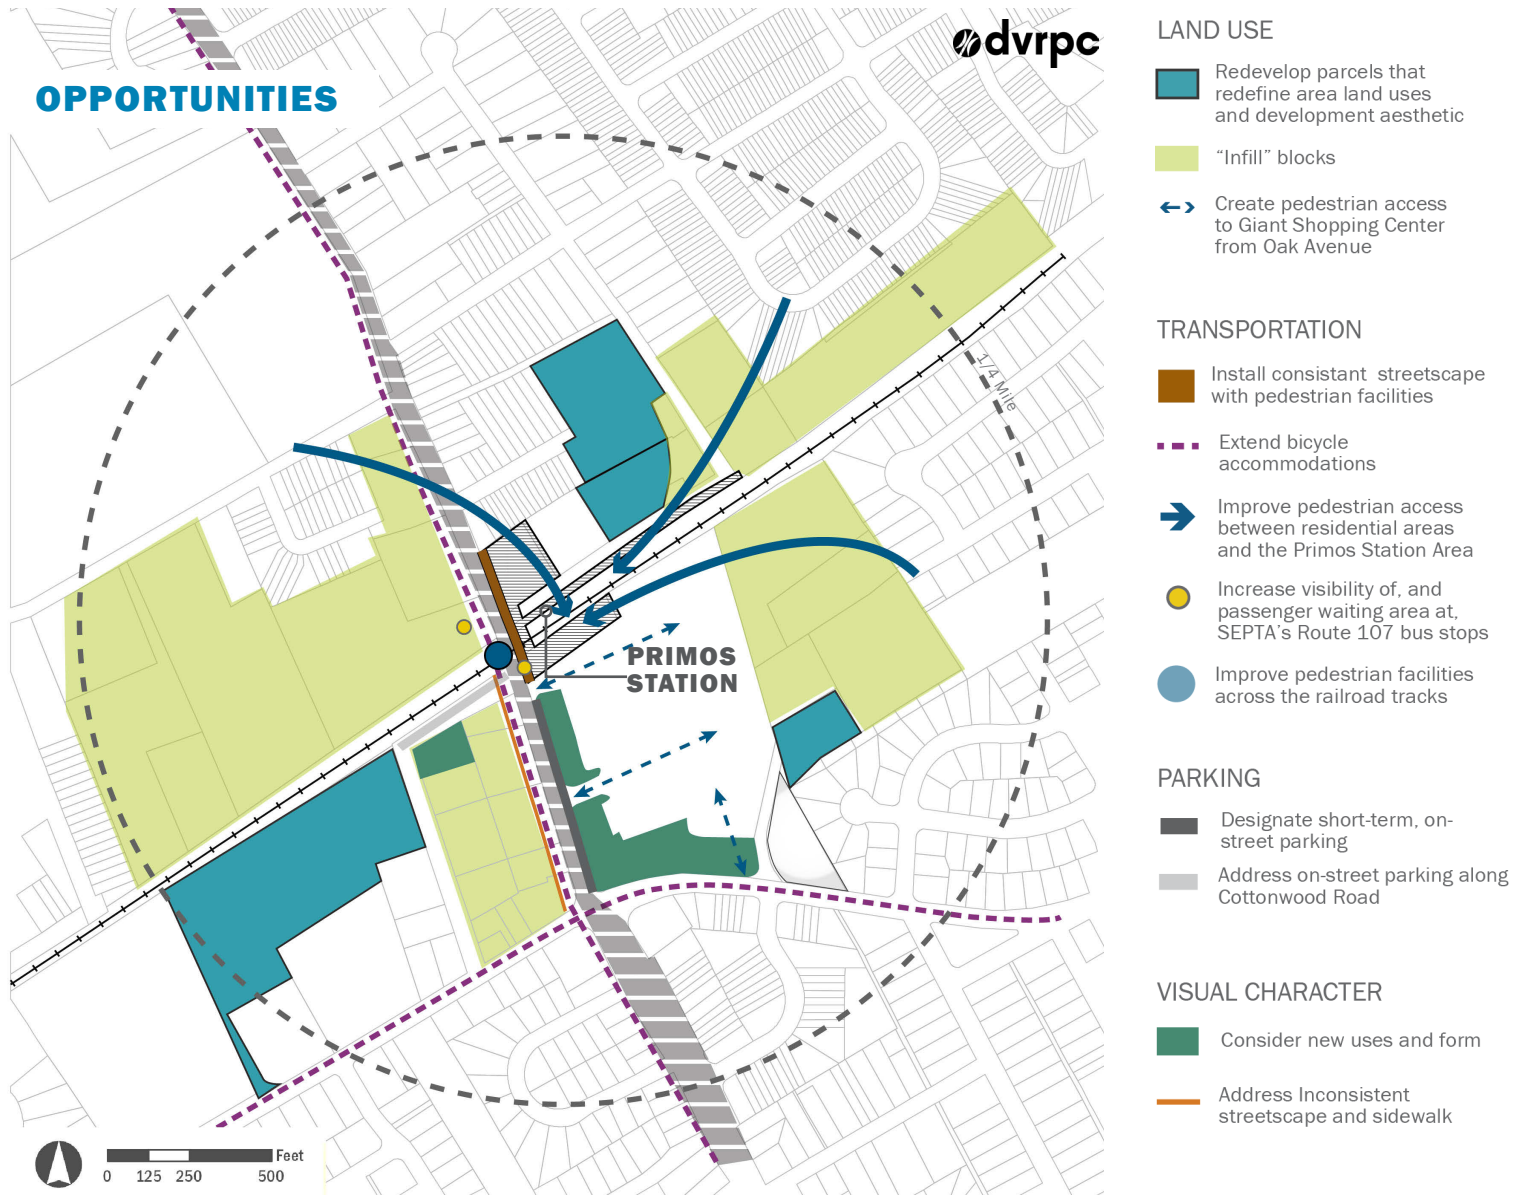 dvrpc
OPPORTUNITIES
1/4 Mile
PRIMOS
STATION
Feet
0 125 250 500
LAND USE
Redevelop parcels that
redefine area land uses
and development aesthetic
“Infill” blocks
Create pedestrian access
to Giant Shopping Center
from Oak Avenue
TRANSPORTATION
Install consistant streetscape
with pedestrian facilities
Extend bicycle
accommodations
Improve pedestrian access
between residential areas
and the Primos Station Area
Increase visibility of, and
passenger waiting area at,
SEPTA’s Route 107 bus stops
Improve pedestrian facilities
across the railroad tracks
PARKING
Designate short-term, on-
street parking
Address on-street parking along
Cottonwood Road
VISUAL CHARACTER
Consider new uses and form
Address Inconsistent
streetscape and sidewalk